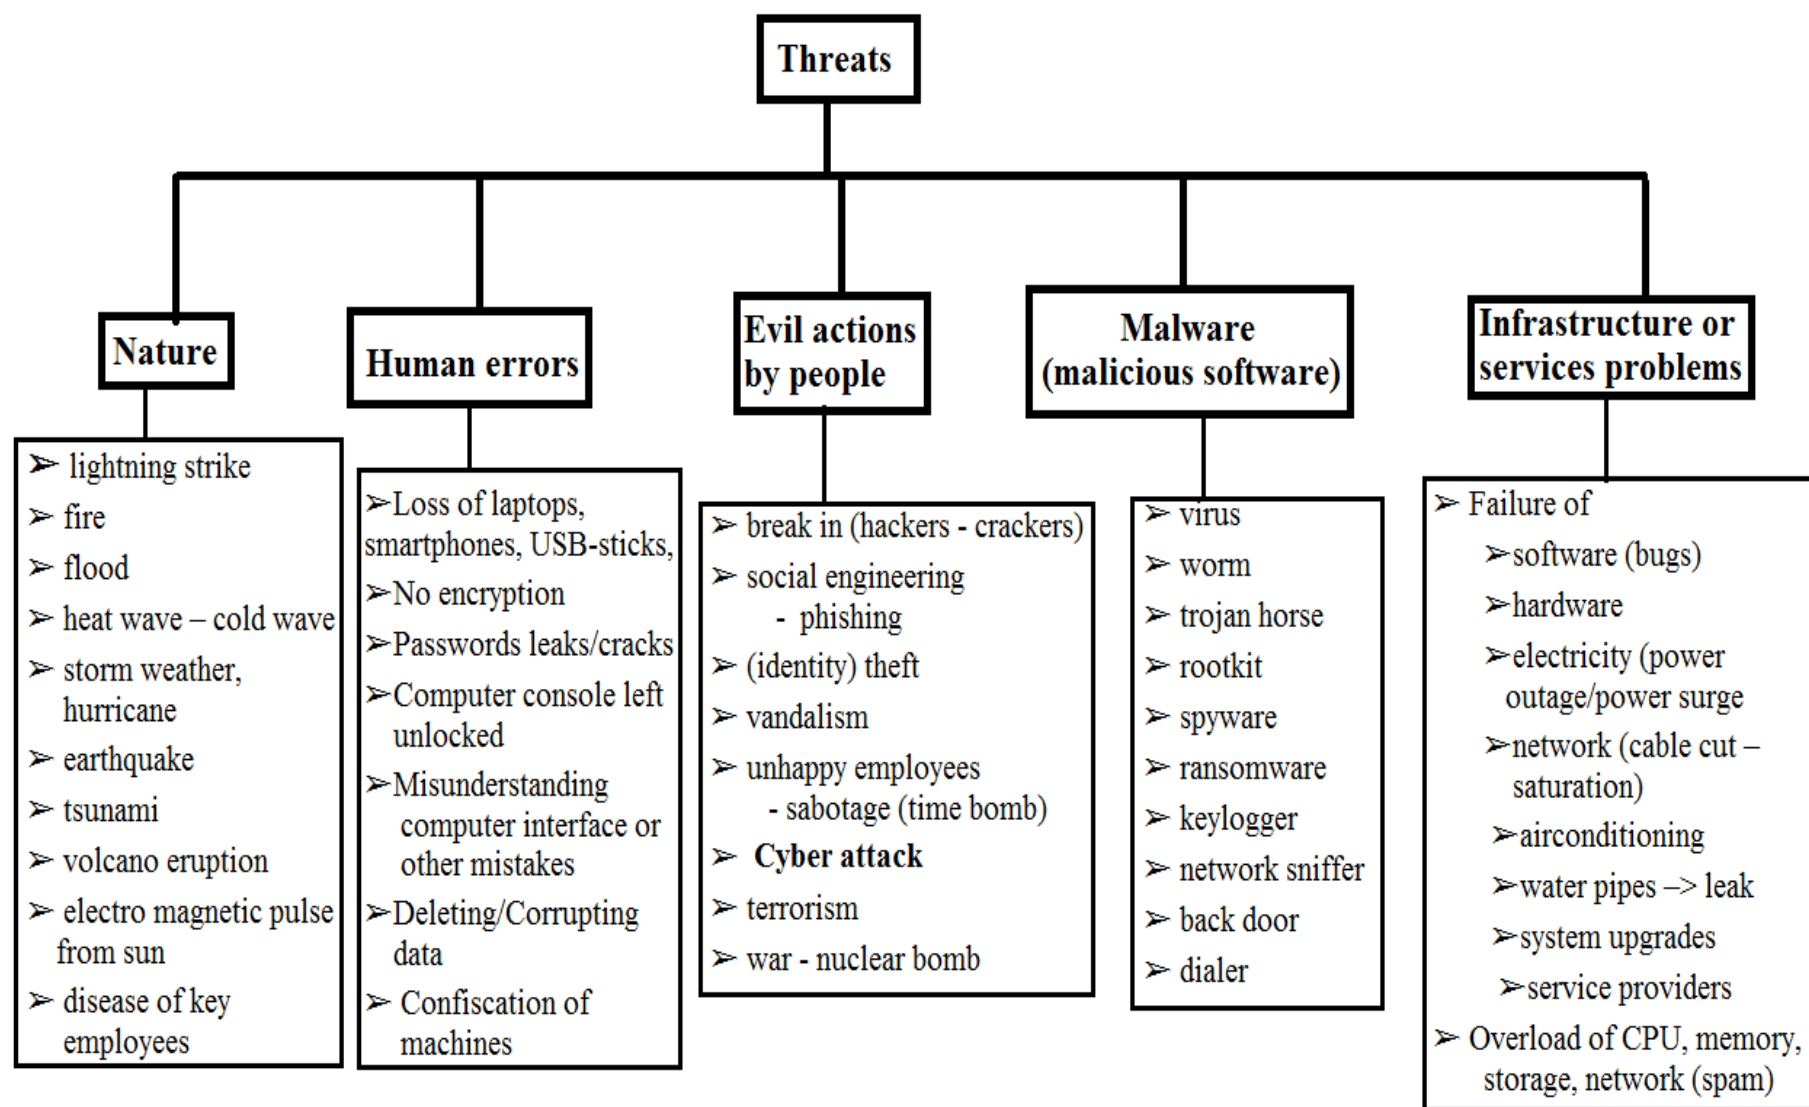 Threats
Nature
➢ lightning strike
➢ fire
➢ flood
➢ heat wave – cold wave
➢ storm weather,
hurricane
➢ earthquake
➢ tsunami
➢ volcano eruption
➢ electro magnetic pulse
from sun
➢ disease of key
employees
Human errors
➢Loss of laptops,
smartphones, USB-sticks,
➢No encryption
➢Passwords leaks/cracks
➢Computer console left
unlocked
➢Misunderstanding
computer interface or
other mistakes
➢Deleting/Corrupting
data
➢ Confiscation of
machines
Evil actions
by people
➢ break in (hackers - crackers)
➢ social engineering
- phishing
➢ (identity) theft
➢ vandalism
➢ unhappy employees
- sabotage (time bomb)
➢ Cyber attack
➢ terrorism
➢ war - nuclear bomb
Malware
(malicious software)
➢ virus
➢ worm
➢ trojan horse
➢ rootkit
➢ spyware
➢ ransomware
➢ keylogger
➢ network sniffer
➢ back door
➢ dialer
Infrastructure or
services problems
➢ Failure of
➢software (bugs)
➢hardware
➢electricity (power
outage/power surge
➢network (cable cut –
saturation)
➢airconditioning
➢water pipes –> leak
➢system upgrades
➢service providers
➢ Overload of CPU, memory,
storage, network (spam)